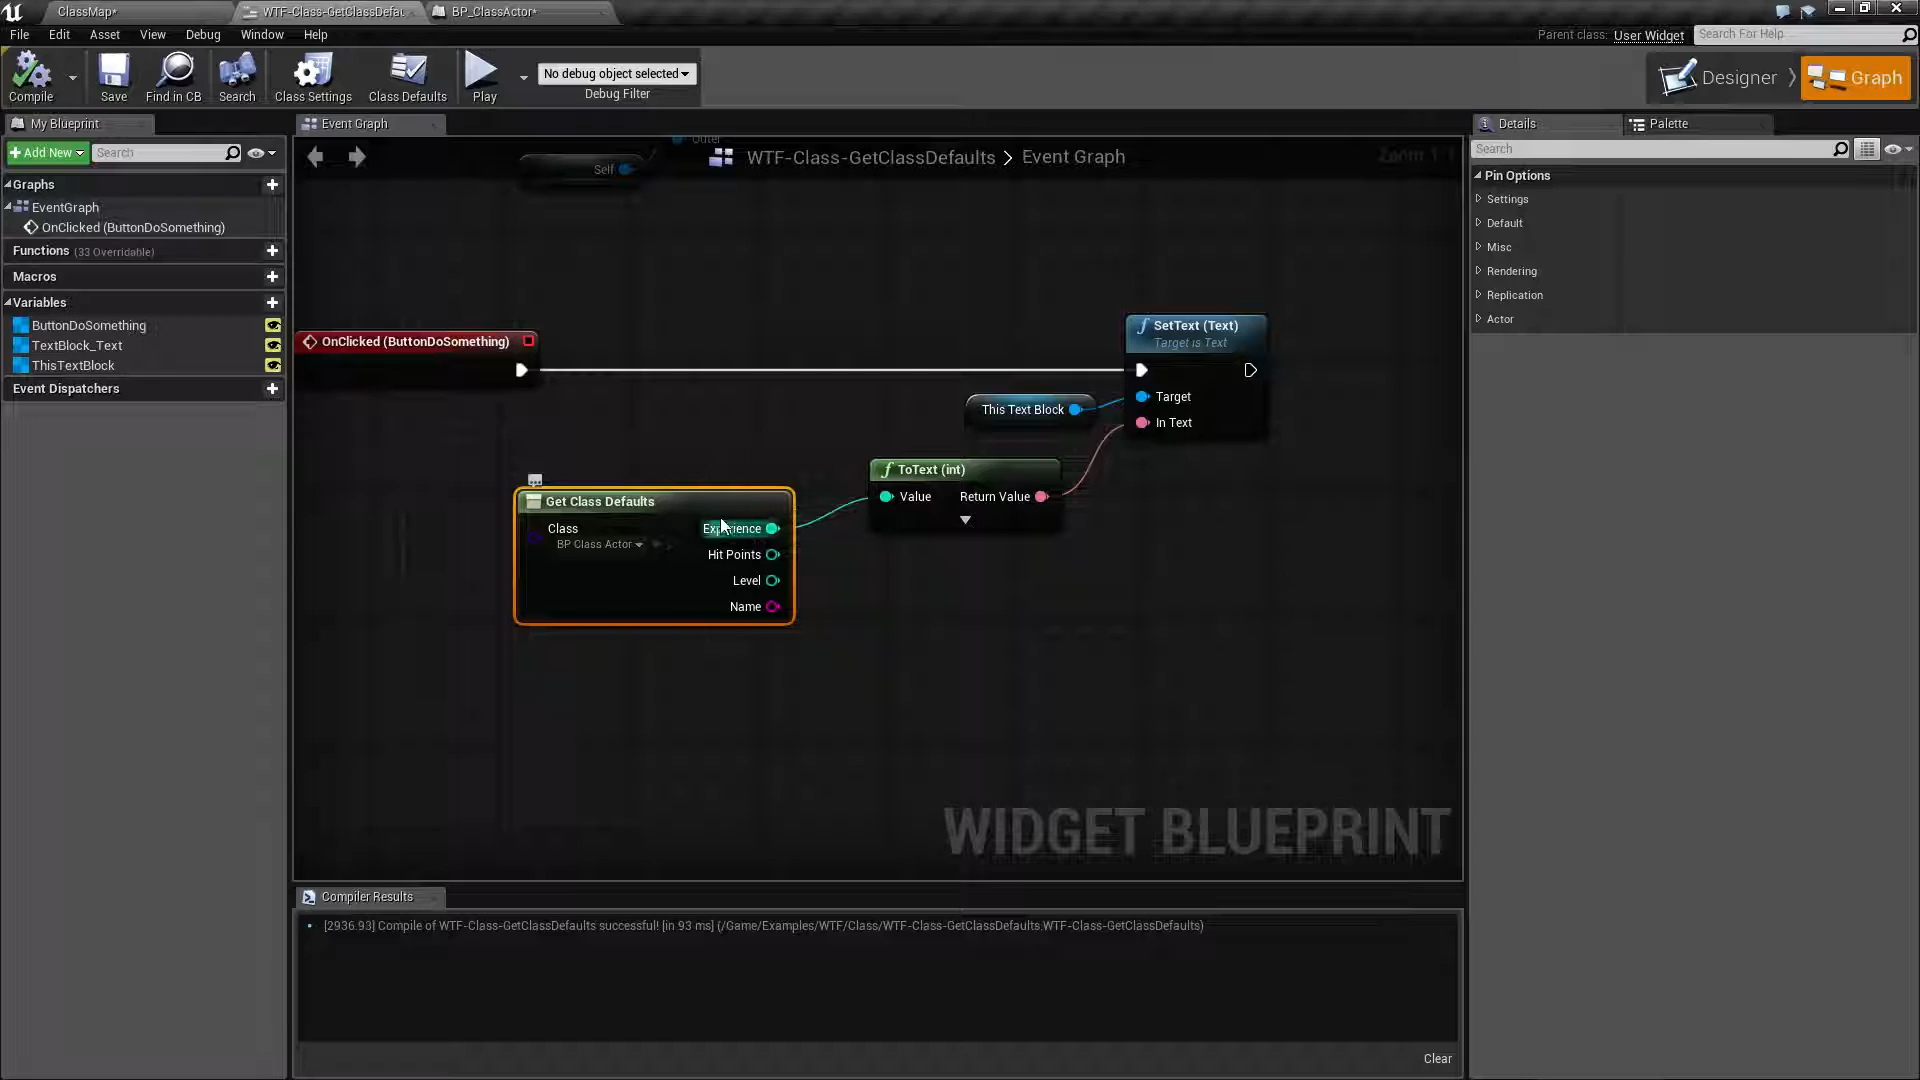 ClassMap*
WTF-Class-GetClassDefau
BP_ClassActor*
File Edit Asset View Debug Window Help
Parent class: User Widget
Search For Help
Compile
Save
Find in CB
Search
Class Settings
Class Defaults
Play
No debug object selected
Debug Filter
Designer
Graph
My Blueprint
Event Graph
Details
Palette
Add New
Search
Search
WTF-Class-GetClassDefaults > Event Graph
Outer
Self
Graphs
EventGraph
OnClicked (ButtonDoSomething)
Functions (33 Overridable)
Macros
Variables
ButtonDoSomething
TextBlock_Text
ThisTextBlock
Event Dispatchers
OnClicked (ButtonDoSomething)
SetText (Text)
Target is Text
Target
In Text
This Text Block
ToText (int)
Value
Return Value
Get Class Defaults
Class
BP Class Actor
Experience
Hit Points
Level
Name
WIDGET BLUEPRINT
Pin Options
Settings
Default
Misc
Rendering
Replication
Actor
Compiler Results
[2936.93] Compile of WTF-Class-GetClassDefaults successful! [in 93 ms] (/Game/Examples/WTF/Class/WTF-Class-GetClassDefaults.WTF-Class-GetClassDefaults)
Clear